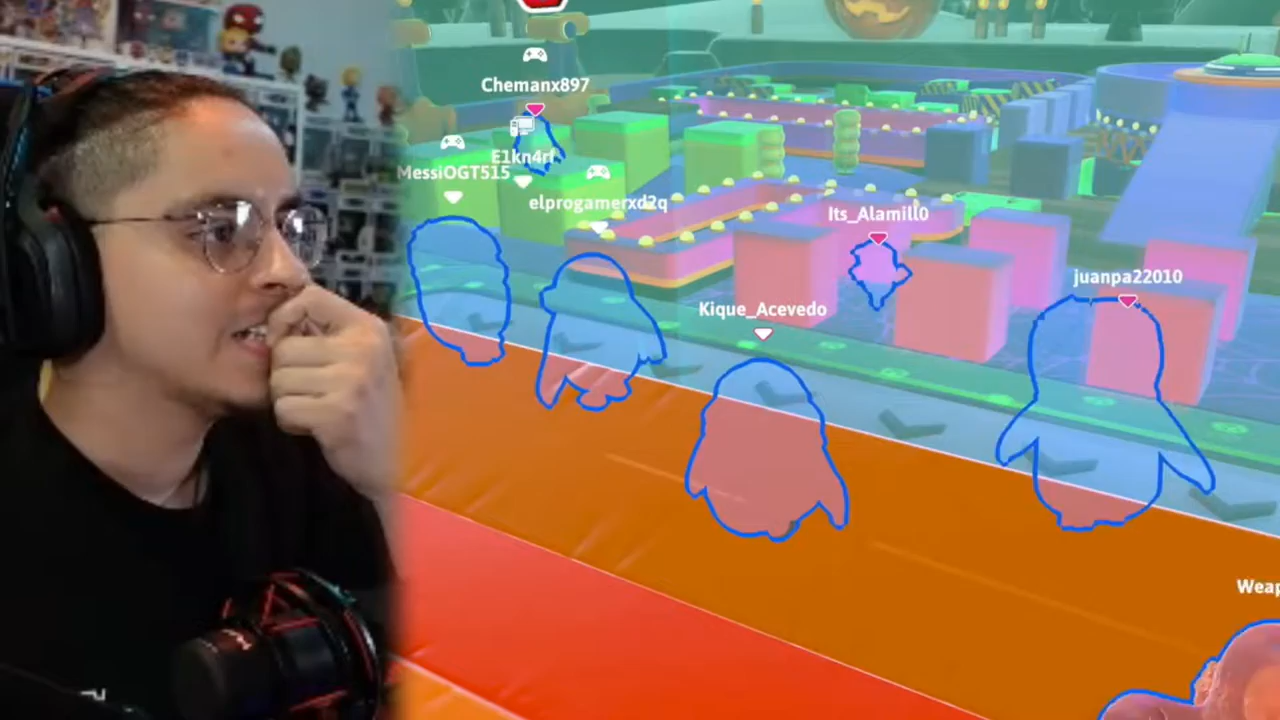 Chemanx897
E1kn4rf
MessiOGT515
elprogamerxd2q
Its_Alamill0
juanpa22010
Kique_Acevedo
Weap